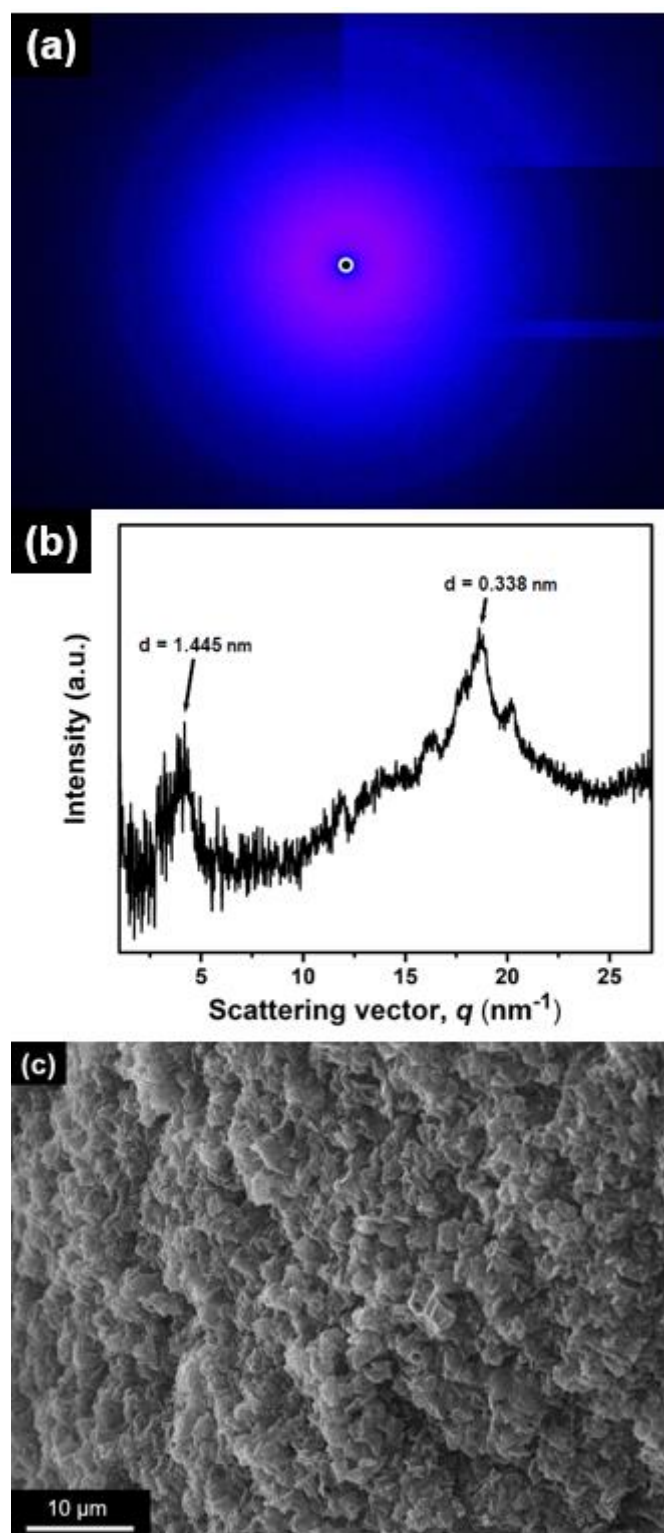 (a)
(b)
d = 0.338 nm
d = 1.445 nm
Intensity (a.u.)
5 10 15 20 25
Scattering vector, q (nm⁻¹)
(c)
10 µm